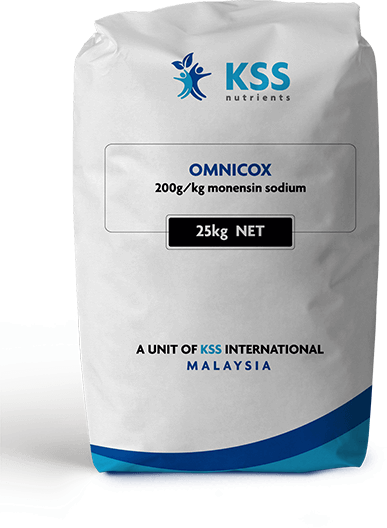 KSS
nutrients
OMNICOX
200g/kg monensin sodium
25kg NET
A UNIT OF KSS INTERNATIONAL
MALAYSIA